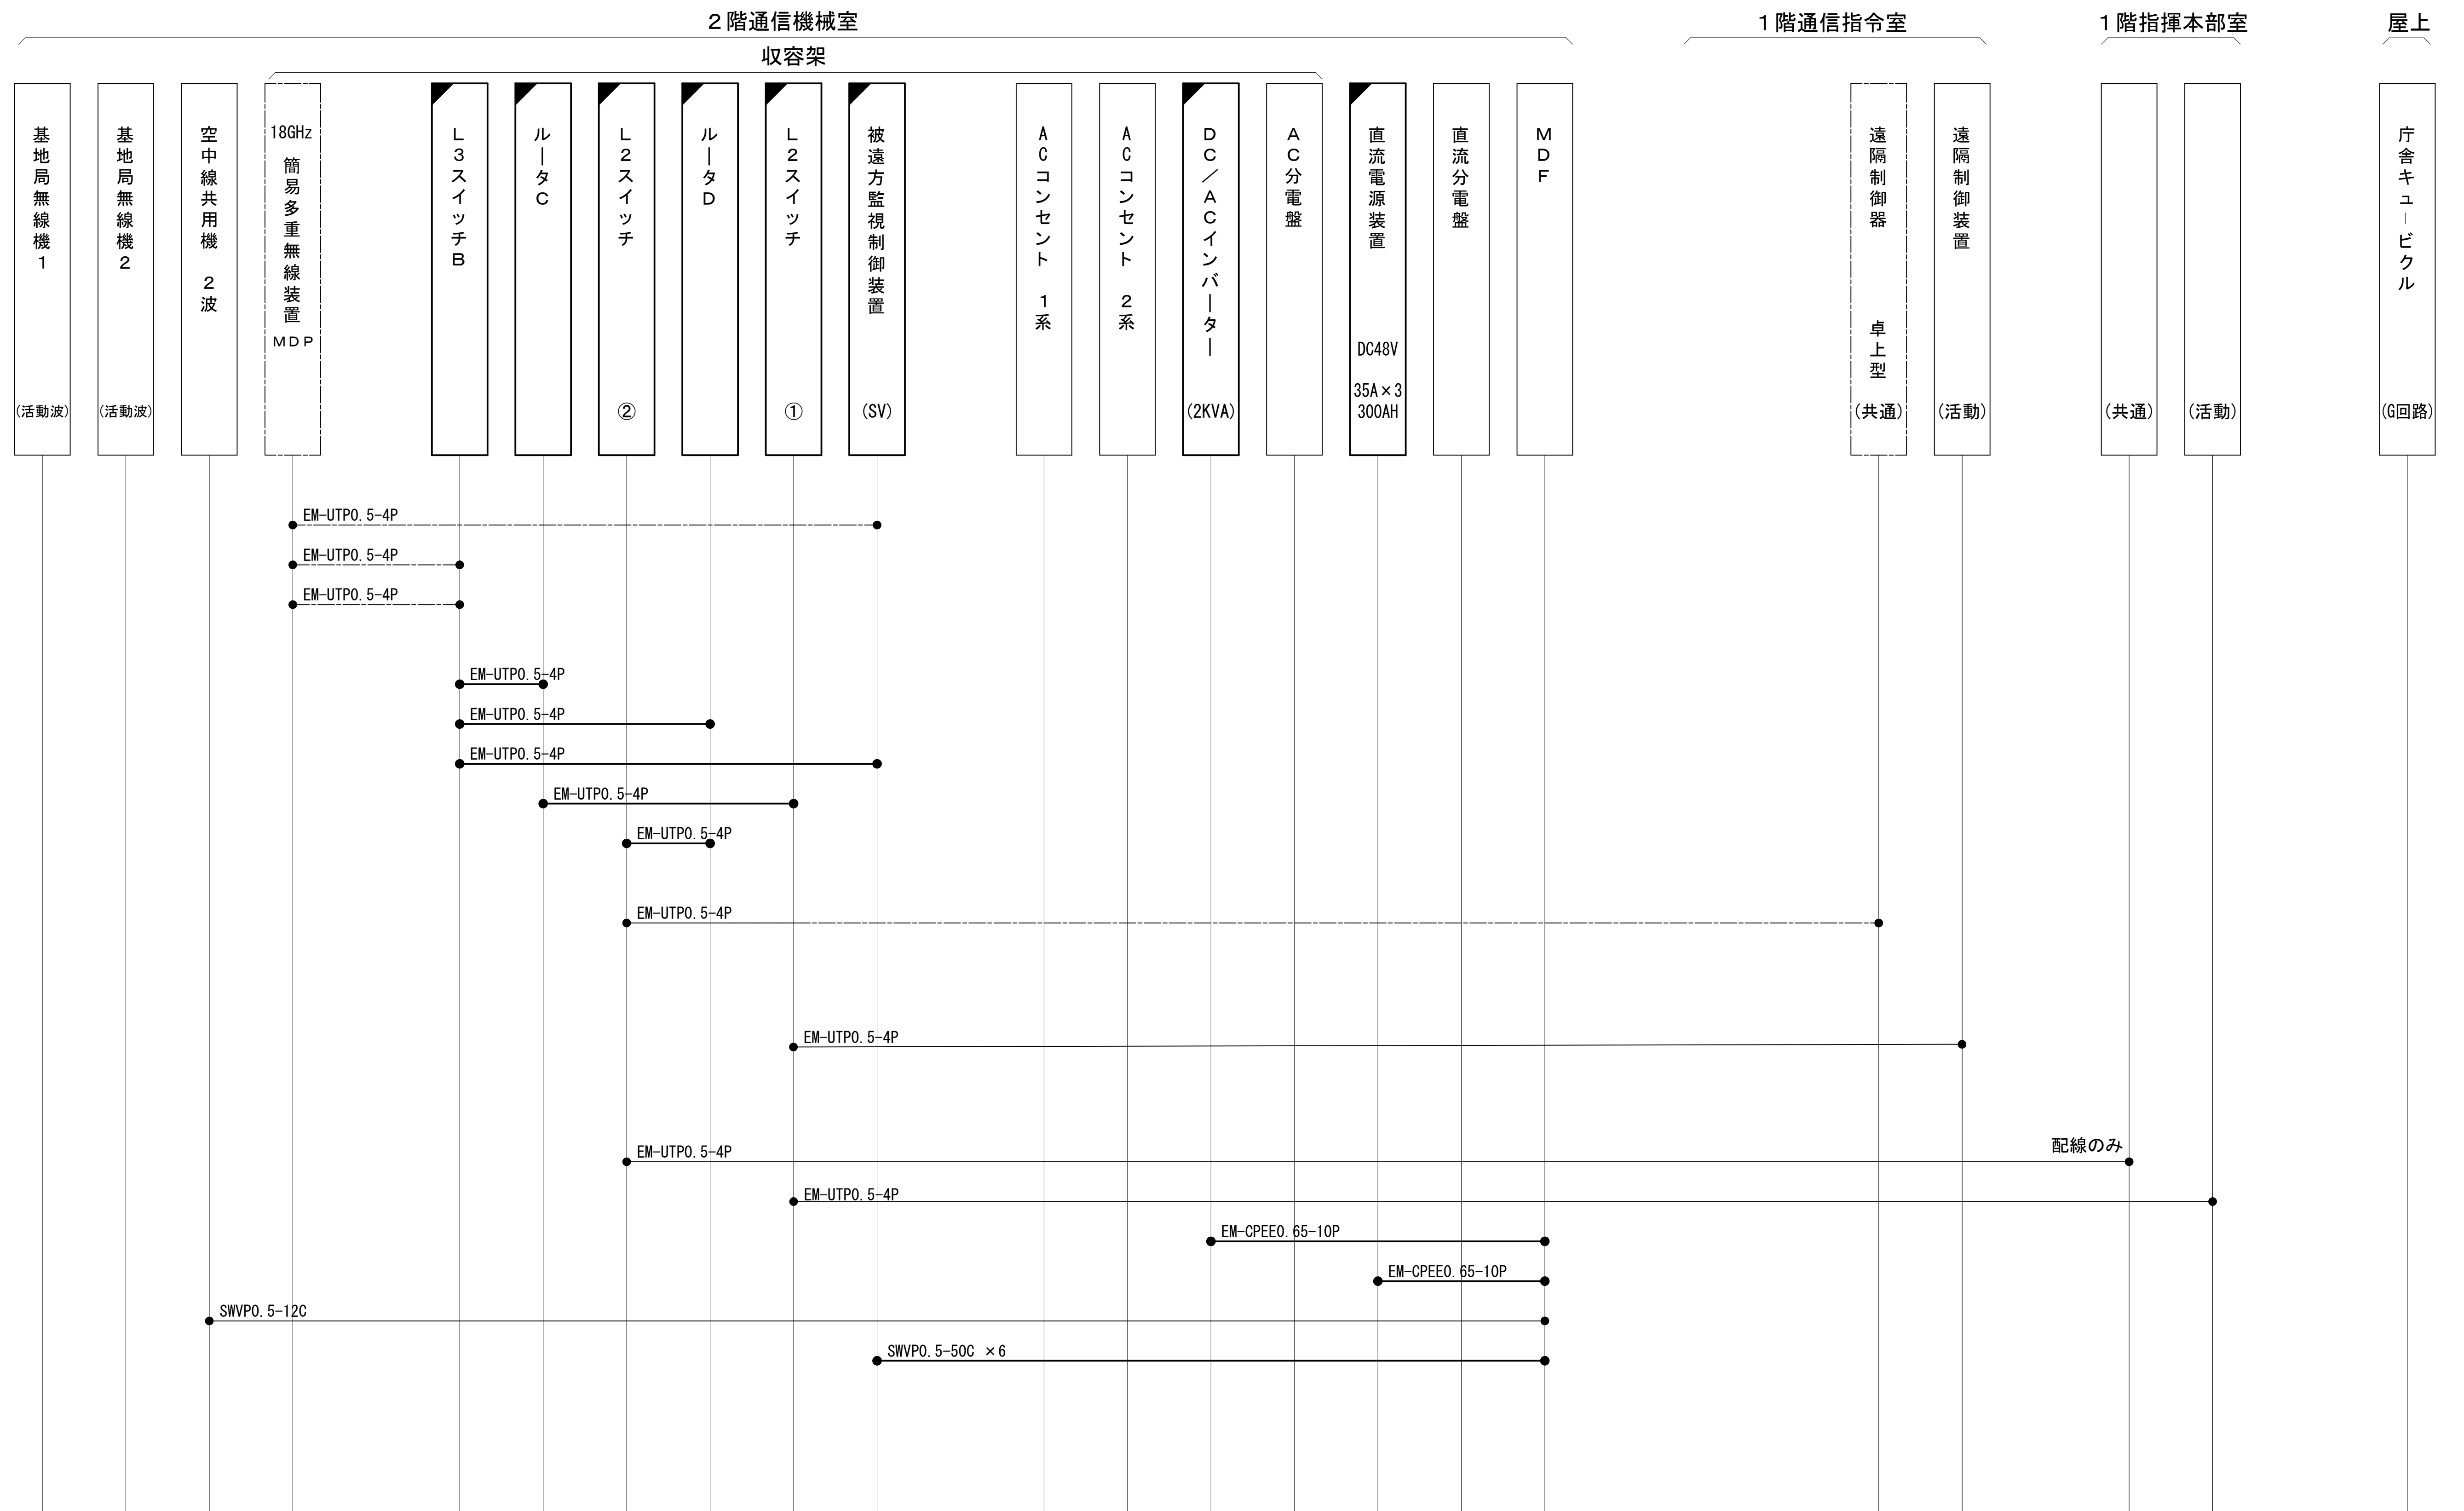 ２階通信機械室
１階通信指令室
１階指揮本部室
屋上
収容架
基地局無線機１
(活動波)
基地局無線機２
(活動波)
空中線共用機　２波
18GHz
簡易多重無線装置
ＭＤＰ
Ｌ３スイッチＢ
ルータＣ
Ｌ２スイッチ
②
ルータＤ
Ｌ２スイッチ
①
被遠方監視制御装置
(SV)
ＡＣコンセント　１系
ＡＣコンセント　２系
ＤＣ／ＡＣインバーター
(2KVA)
ＡＣ分電盤
直流電源装置
DC48V
35A×3
300AH
直流分電盤
ＭＤＦ
遠隔制御器
卓上型
(共通)
遠隔制御装置
(活動)
(共通)
(活動)
庁舎キュービクル
(G回路)
EM-UTP0.5-4P
EM-UTP0.5-4P
EM-UTP0.5-4P
EM-UTP0.5-4P
EM-UTP0.5-4P
EM-UTP0.5-4P
EM-UTP0.5-4P
EM-UTP0.5-4P
EM-UTP0.5-4P
EM-UTP0.5-4P
EM-UTP0.5-4P
配線のみ
EM-UTP0.5-4P
EM-CPEE0.65-10P
EM-CPEE0.65-10P
SWVP0.5-12C
SWVP0.5-50C ×6